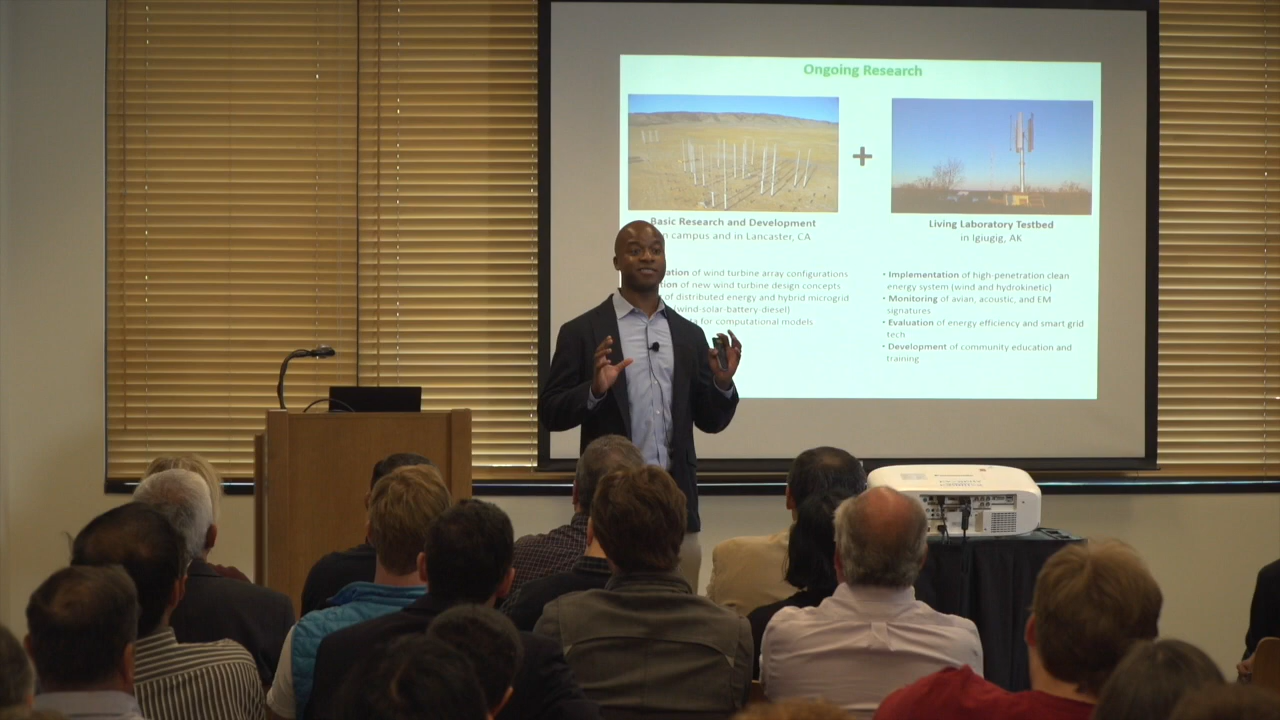 Ongoing Research
+
Basic Research and Development
campus and in Lancaster, CA
of wind turbine array configurations
of new wind turbine design concepts
of distributed energy and hybrid microgrid
(wind-solar-battery-diesel)
for computational models
Living Laboratory Testbed
in Igiugig, AK
• Implementation of high-penetration clean
energy system (wind and hydrokinetic)
• Monitoring of avian, acoustic, and EM
signatures
• Evaluation of energy efficiency and smart grid
tech
• Development of community education and
training